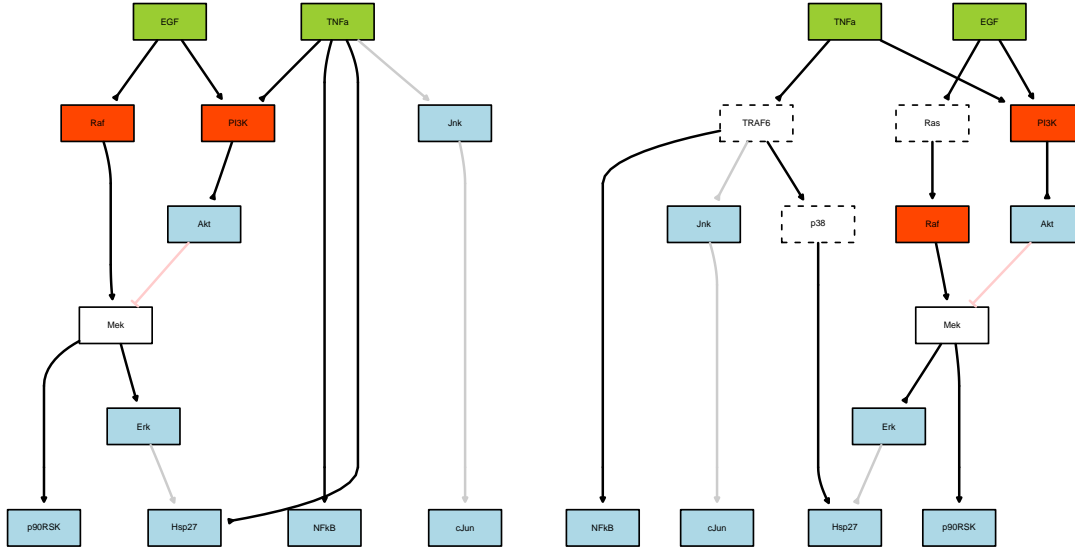 EGF
TNFa
Raf
PI3K
Jnk
Akt
Mek
Erk
p90RSK
Hsp27
NFkB
cJun
TNFa
EGF
TRAF6
Ras
PI3K
Jnk
p38
Raf
Akt
Mek
Erk
NFkB
cJun
Hsp27
p90RSK